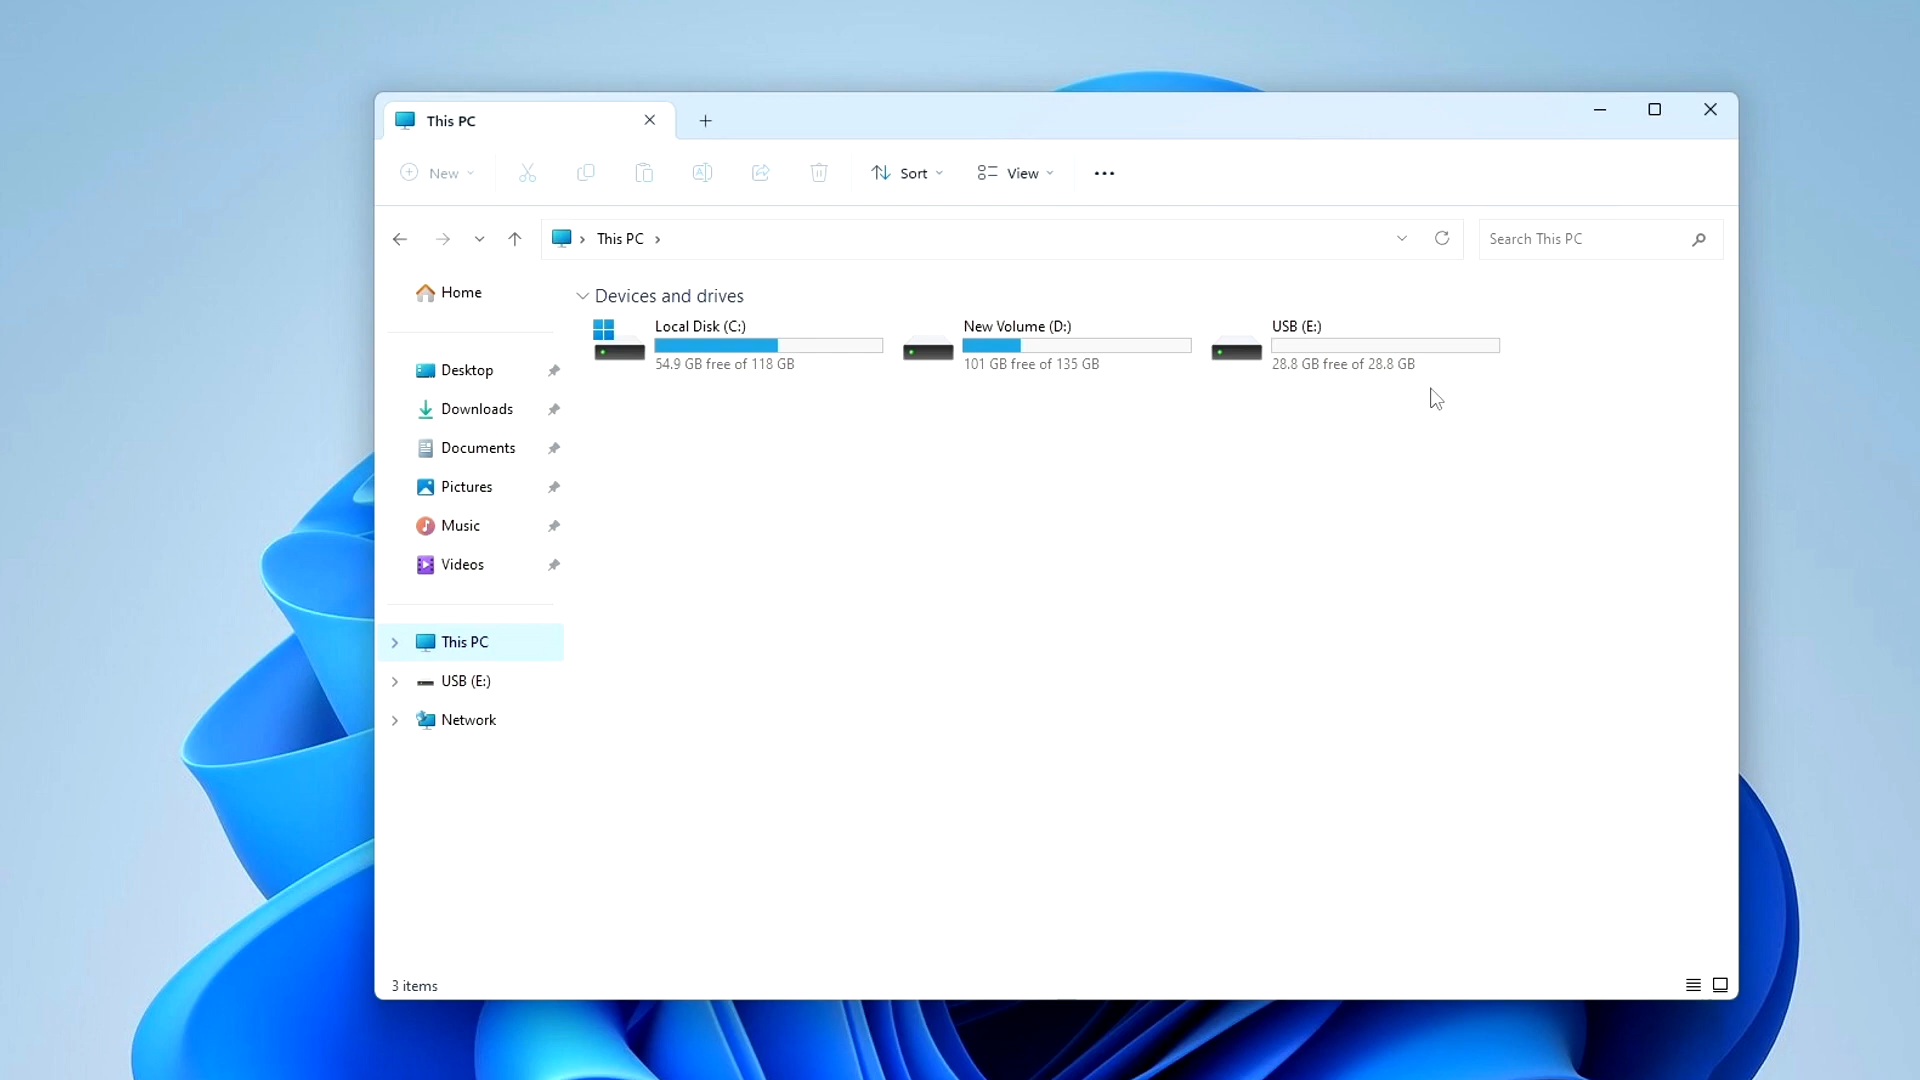 This PC
New
Sort
View
This PC
Search This PC
Home
Desktop
Downloads
Documents
Pictures
Music
Videos
This PC
USB (E:)
Network
Devices and drives
Local Disk (C:)
54.9 GB free of 118 GB
New Volume (D:)
101 GB free of 135 GB
USB (E:)
28.8 GB free of 28.8 GB
3 items